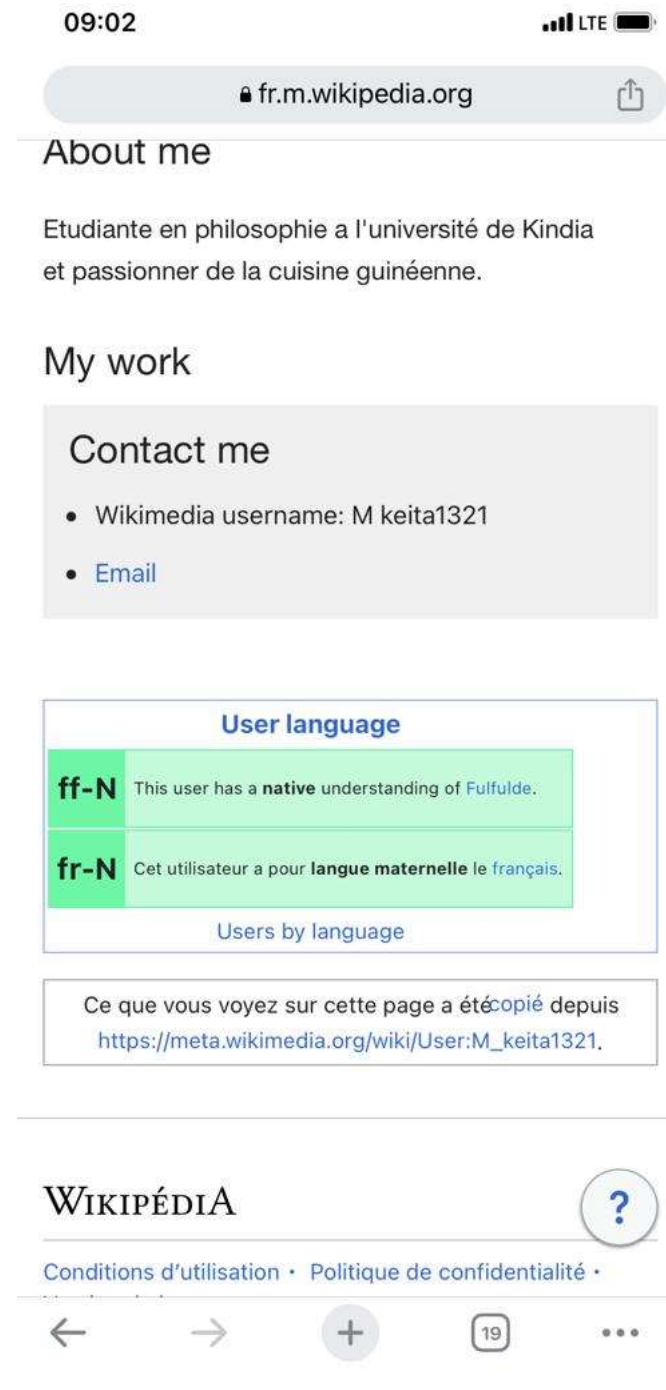 09:02
LTE
fr.m.wikipedia.org
About me
Etudiante en philosophie a l'université de Kindia
et passionner de la cuisine guinéenne.
My work
Contact me
• Wikimedia username: M keita1321
• Email
User language
ff-N This user has a native understanding of Fulfulde.
fr-N Cet utilisateur a pour langue maternelle le français.
Users by language
Ce que vous voyez sur cette page a étécopié depuis
https://meta.wikimedia.org/wiki/User:M_keita1321.
WIKIPÉDIA
?
Conditions d'utilisation • Politique de confidentialité •
19